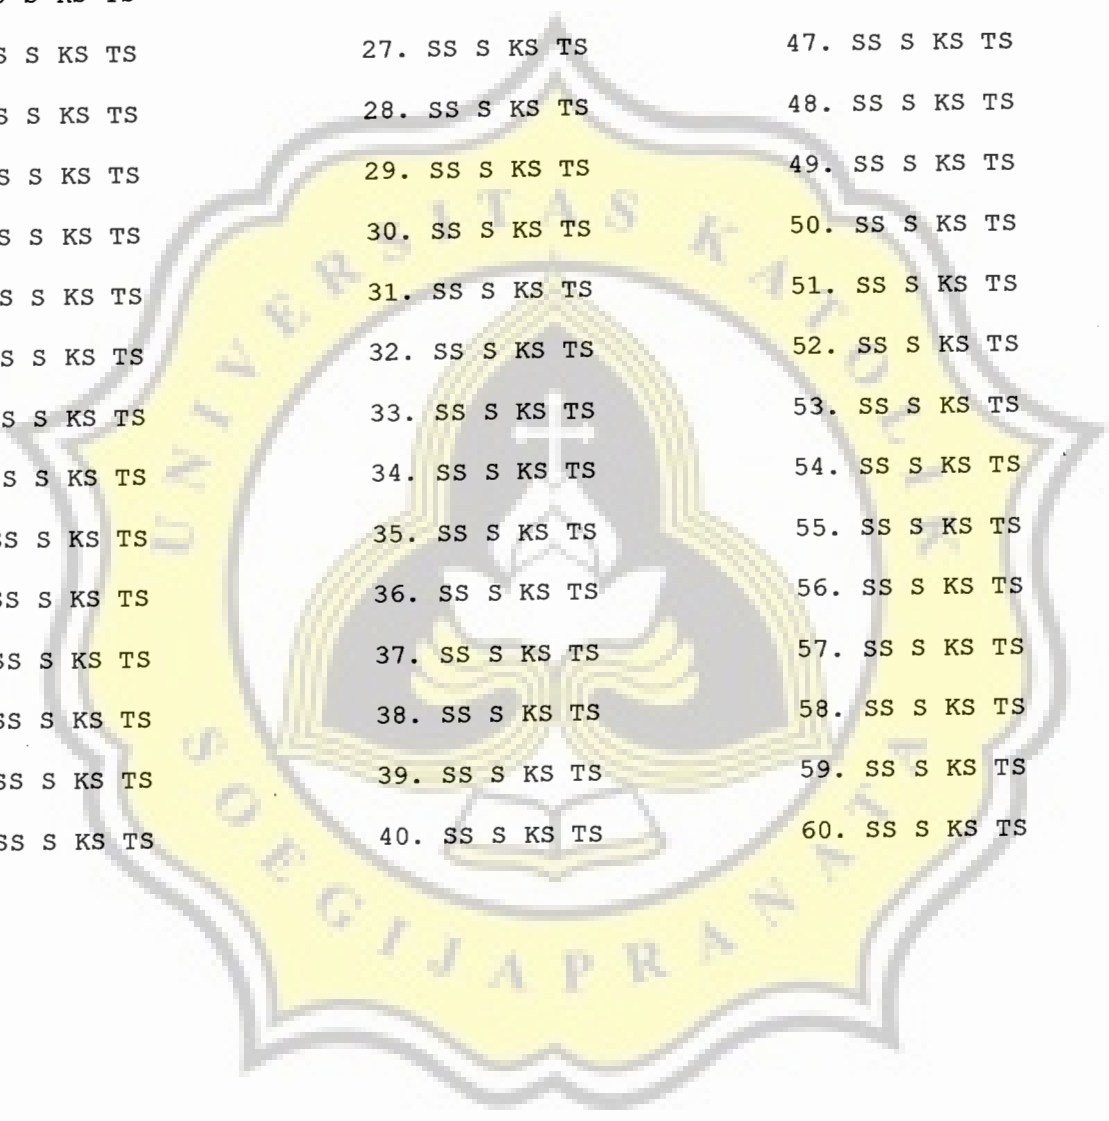 S S KS TS
S S KS TS
S S KS TS
S S KS TS
S S KS TS
S S KS TS
S S KS TS
S S KS TS
SS S KS TS
SS S KS TS
SS S KS TS
SS S KS TS
SS S KS TS
SS S KS TS
27. SS S KS TS
28. SS S KS TS
29. SS S KS TS
30. SS S KS TS
31. SS S KS TS
32. SS S KS TS
33. SS S KS TS
34. SS S KS TS
35. SS S KS TS
36. SS S KS TS
37. SS S KS TS
38. SS S KS TS
39. SS S KS TS
40. SS S KS TS
47. SS S KS TS
48. SS S KS TS
49. SS S KS TS
50. SS S KS TS
51. SS S KS TS
52. SS S KS TS
53. SS S KS TS
54. SS S KS TS
55. SS S KS TS
56. SS S KS TS
57. SS S KS TS
58. SS S KS TS
59. SS S KS TS
60. SS S KS TS
UNIVERSITAS KATOLIK
SOEGIJAPRANATA